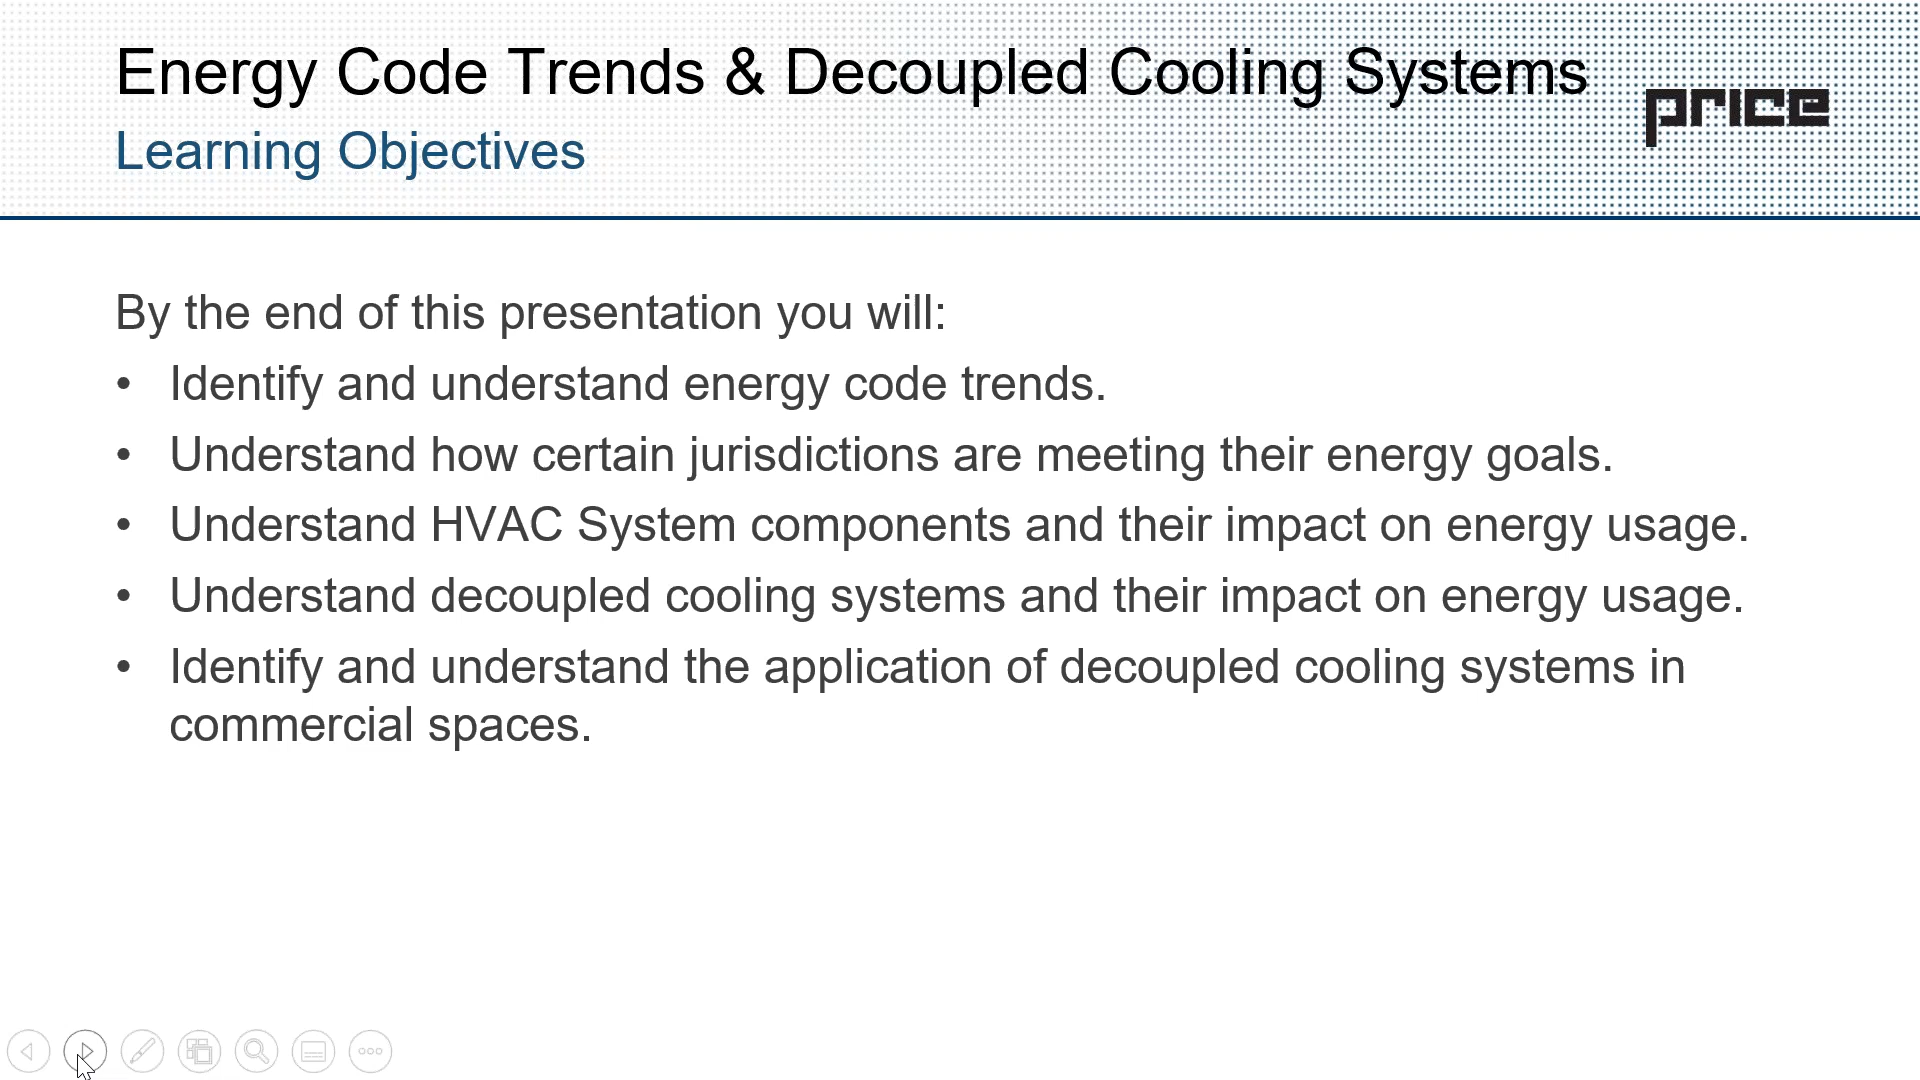 Energy Code Trends & Decoupled Cooling Systems
price
Learning Objectives
By the end of this presentation you will:
• Identify and understand energy code trends.
• Understand how certain jurisdictions are meeting their energy goals.
• Understand HVAC System components and their impact on energy usage.
• Understand decoupled cooling systems and their impact on energy usage.
• Identify and understand the application of decoupled cooling systems in
commercial spaces.